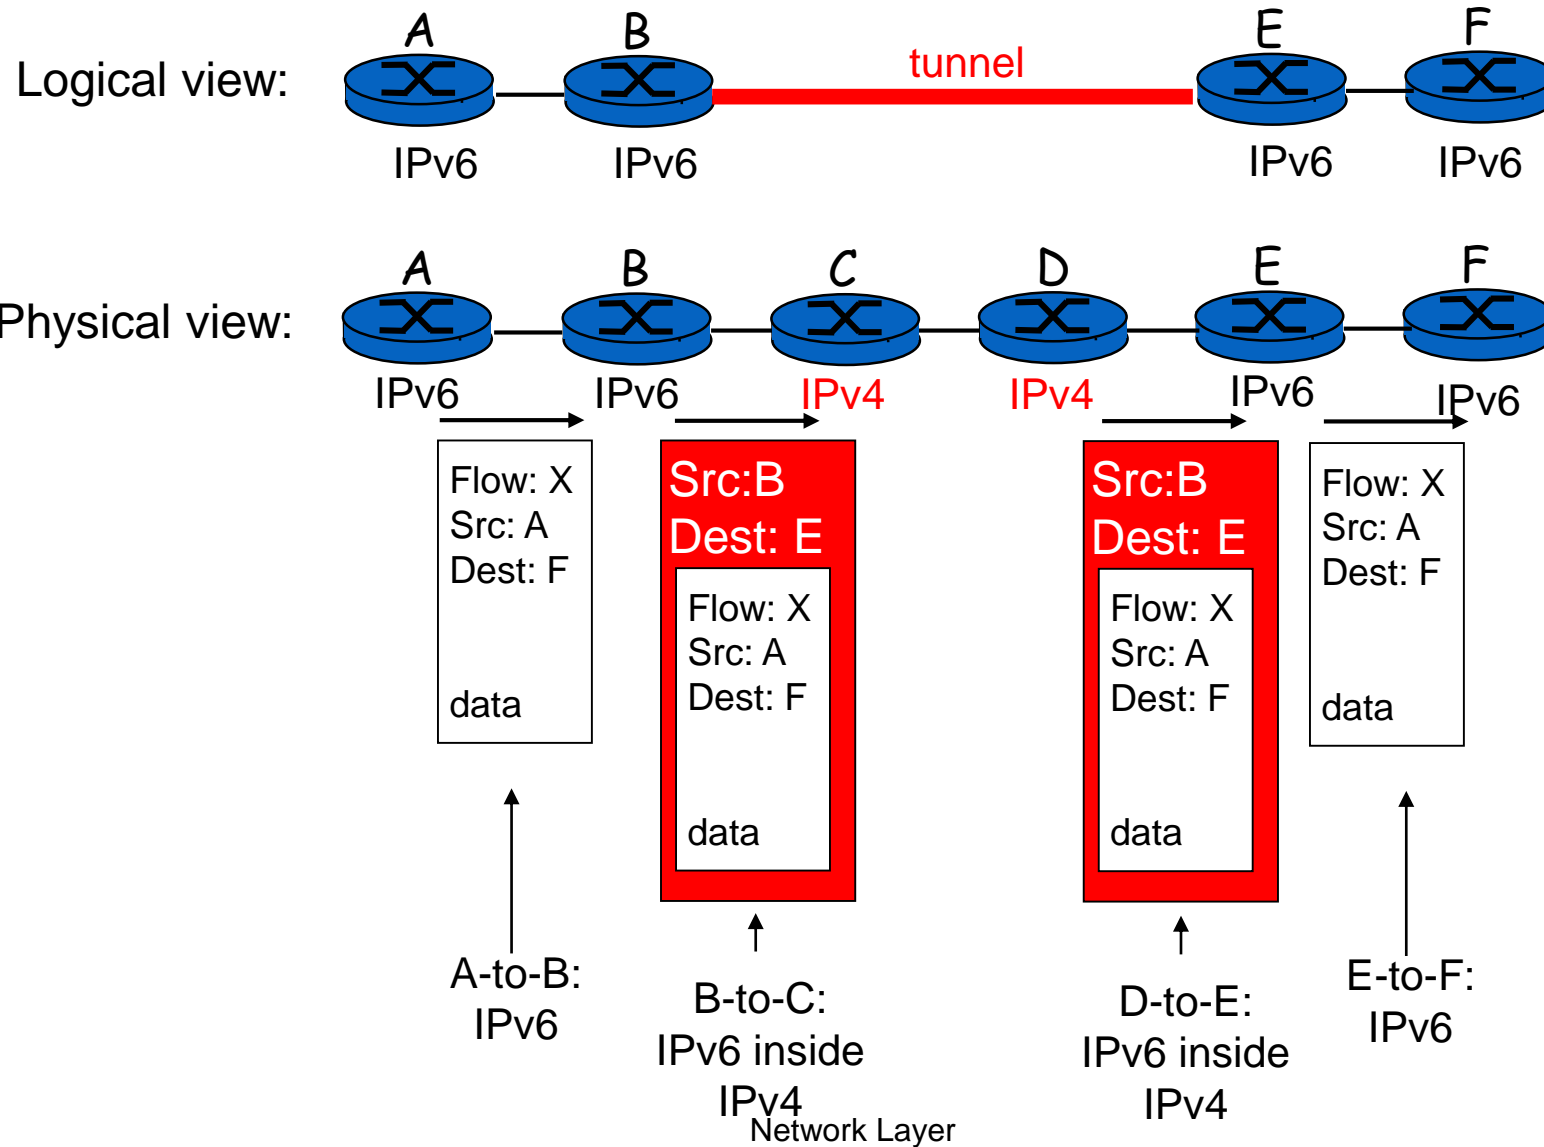 A B E F
Logical view:
tunnel
IPv6 IPv6 IPv6 IPv6
A B C D E F
Physical view:
IPv6 IPv6 IPv4 IPv4 IPv6 IPv6
Flow: X
Src: A
Dest: F
data
Src:B
Dest: E
Flow: X
Src: A
Dest: F
data
Src:B
Dest: E
Flow: X
Src: A
Dest: F
data
Flow: X
Src: A
Dest: F
data
A-to-B:
IPv6
B-to-C:
IPv6 inside
IPv4
D-to-E:
IPv6 inside
IPv4
E-to-F:
IPv6
Network Layer